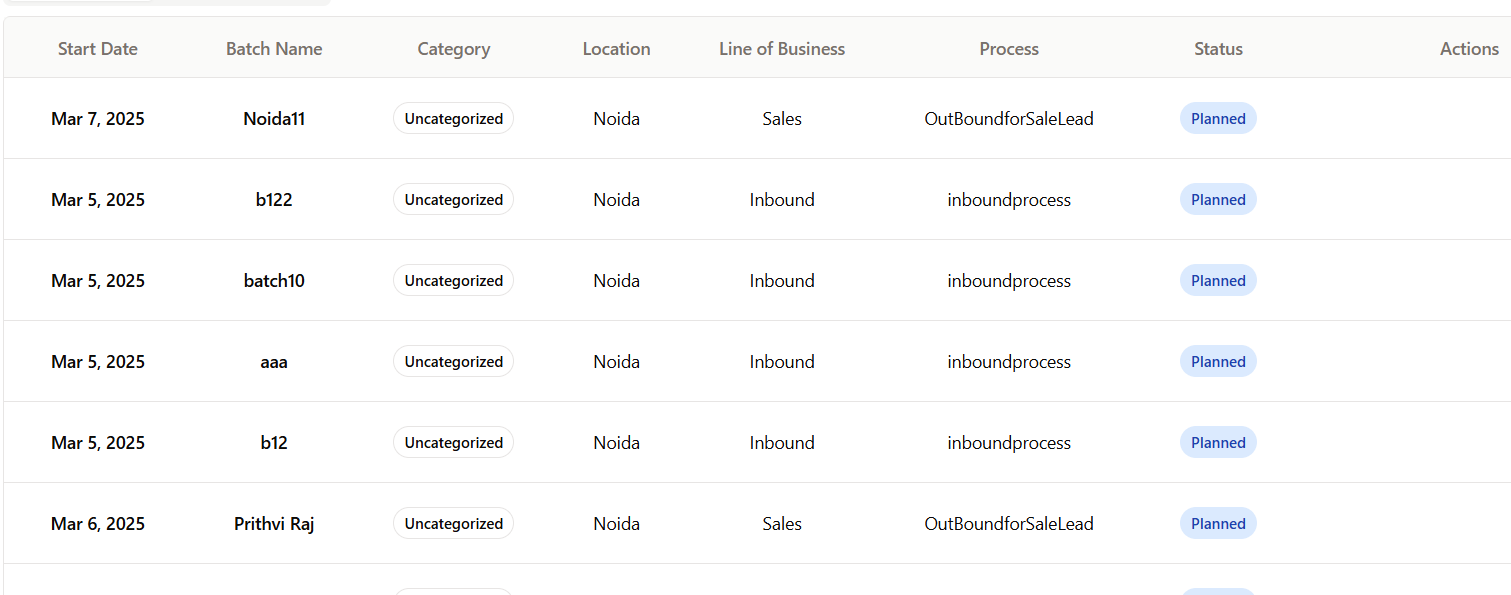 Start Date Batch Name Category Location Line of Business Process Status Actions
Mar 7, 2025 Noida11 Uncategorized Noida Sales OutBoundforSaleLead Planned
Mar 5, 2025 b122 Uncategorized Noida Inbound inboundprocess Planned
Mar 5, 2025 batch10 Uncategorized Noida Inbound inboundprocess Planned
Mar 5, 2025 aaa Uncategorized Noida Inbound inboundprocess Planned
Mar 5, 2025 b12 Uncategorized Noida Inbound inboundprocess Planned
Mar 6, 2025 Prithvi Raj Uncategorized Noida Sales OutBoundforSaleLead Planned